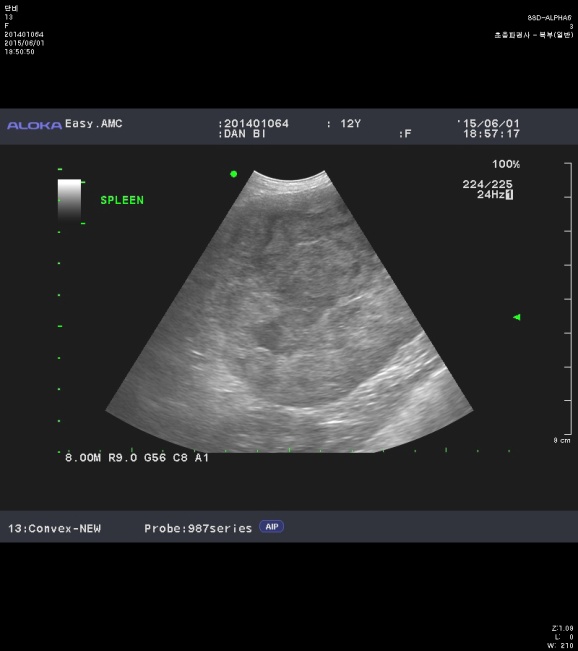 단비
13
F
201401064
2015/06/01
18:50:50
SSD-ALPHA6
3
초음파검사 - 복부(일반)
ALOKA Easy.AMC :201401064 : 12Y '15/06/01
:DAN BI :F 18:57:17
100%
SPLEEN
224/225
24Hz 1
9 cm
8.00M R9.0 G56 C8 A1
13:Convex-NEW Probe:987series AIP
Z:1.09
L: 0
W: 210